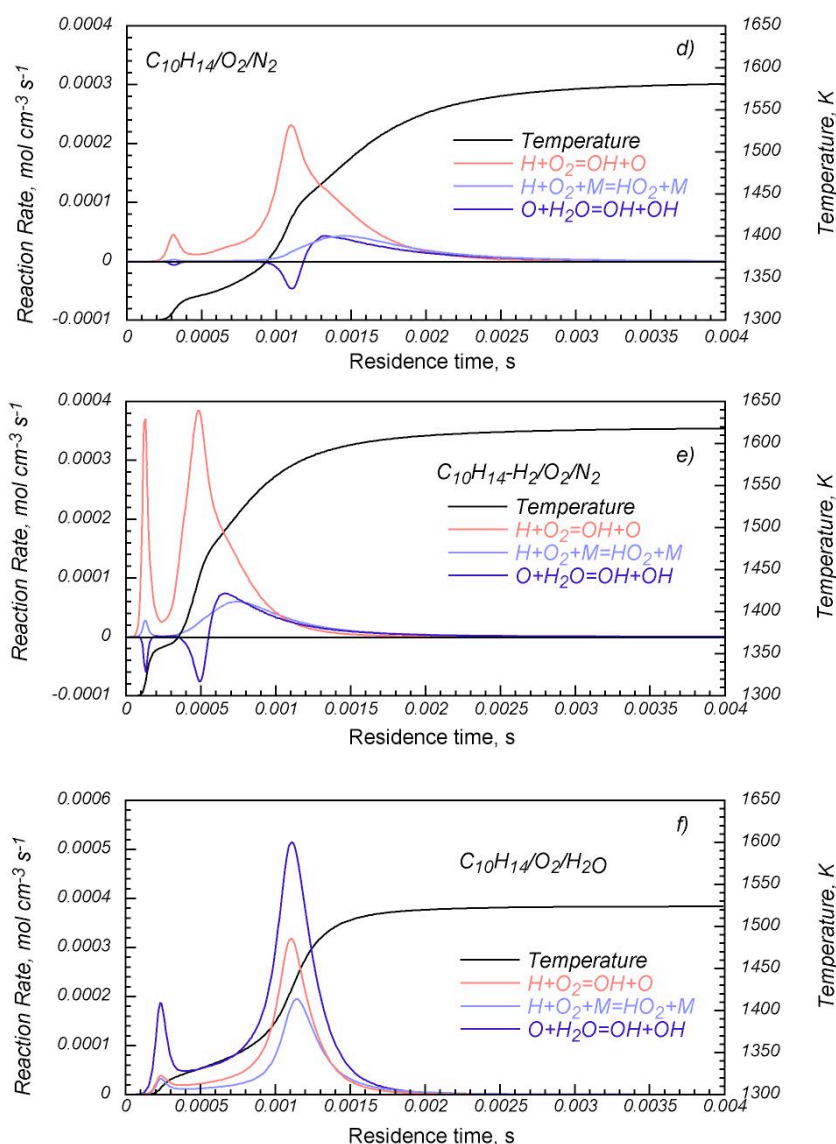 d)
C10H14/O2/N2
Temperature
H+O2=OH+O
H+O2+M=HO2+M
O+H2O=OH+OH
Reaction Rate, mol cm-3 s-1
0.0004
0.0003
0.0002
0.0001
0
-0.0001
Temperature, K
1650
1600
1550
1500
1450
1400
1350
1300
0 0.0005 0.001 0.0015 0.002 0.0025 0.003 0.0035 0.004
Residence time, s
e)
C10H14-H2/O2/N2
Temperature
H+O2=OH+O
H+O2+M=HO2+M
O+H2O=OH+OH
Reaction Rate, mol cm-3 s-1
0.0004
0.0003
0.0002
0.0001
0
-0.0001
Temperature, K
1650
1600
1550
1500
1450
1400
1350
1300
0 0.0005 0.001 0.0015 0.002 0.0025 0.003 0.0035 0.004
Residence time, s
f)
C10H14/O2/H2O
Temperature
H+O2=OH+O
H+O2+M=HO2+M
O+H2O=OH+OH
Reaction Rate, mol cm-3 s-1
0.0006
0.0005
0.0004
0.0003
0.0002
0.0001
0
Temperature, K
1650
1600
1550
1500
1450
1400
1350
1300
0 0.0005 0.001 0.0015 0.002 0.0025 0.003 0.0035 0.004
Residence time, s